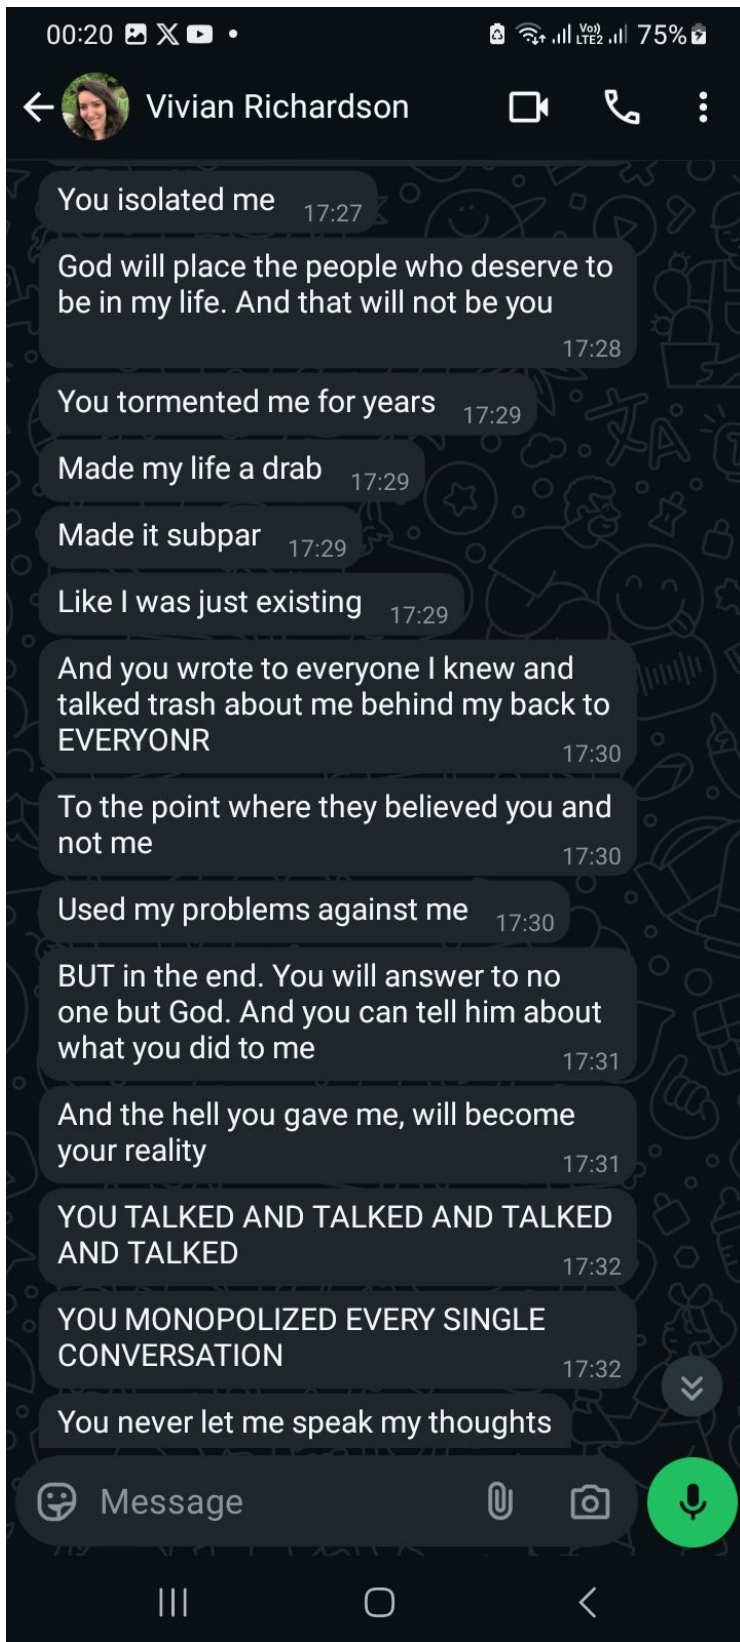 00:20
Vo))
LTE2
75%
Vivian Richardson
You isolated me 17:27
God will place the people who deserve to
be in my life. And that will not be you
17:28
You tormented me for years 17:29
Made my life a drab 17:29
Made it subpar 17:29
Like I was just existing 17:29
And you wrote to everyone I knew and
talked trash about me behind my back to
EVERYONR
17:30
To the point where they believed you and
not me
17:30
Used my problems against me 17:30
BUT in the end. You will answer to no
one but God. And you can tell him about
what you did to me
17:31
And the hell you gave me, will become
your reality
17:31
YOU TALKED AND TALKED AND TALKED
AND TALKED
17:32
YOU MONOPOLIZED EVERY SINGLE
CONVERSATION
17:32
You never let me speak my thoughts
Message